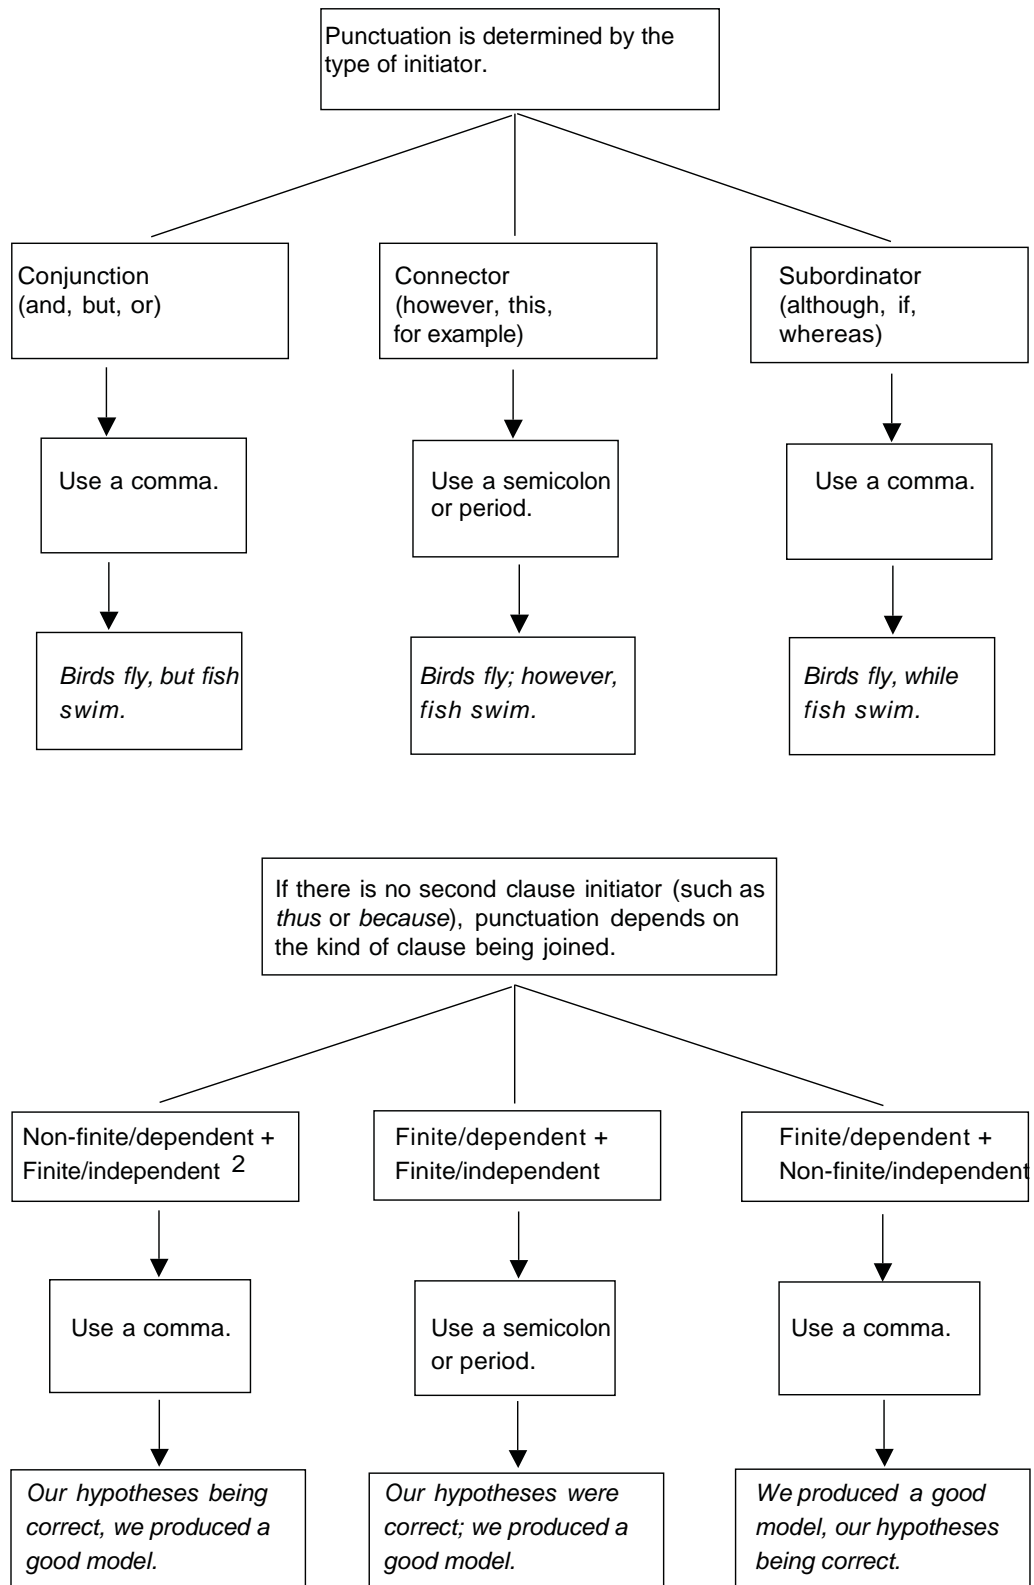 Punctuation is determined by the
type of initiator.
Conjunction
(and, but, or)
Connector
(however, this,
for example)
Subordinator
(although, if,
whereas)
Use a comma.
Use a semicolon
or period.
Use a comma.
Birds fly, but fish
swim.
Birds fly; however,
fish swim.
Birds fly, while
fish swim.
If there is no second clause initiator (such as
thus or because), punctuation depends on
the kind of clause being joined.
Non-finite/dependent +
Finite/independent 2
Finite/dependent +
Finite/independent
Finite/dependent +
Non-finite/independent
Use a comma.
Use a semicolon
or period.
Use a comma.
Our hypotheses being
correct, we produced a
good model.
Our hypotheses were
correct; we produced a
good model.
We produced a good
model, our hypotheses
being correct.